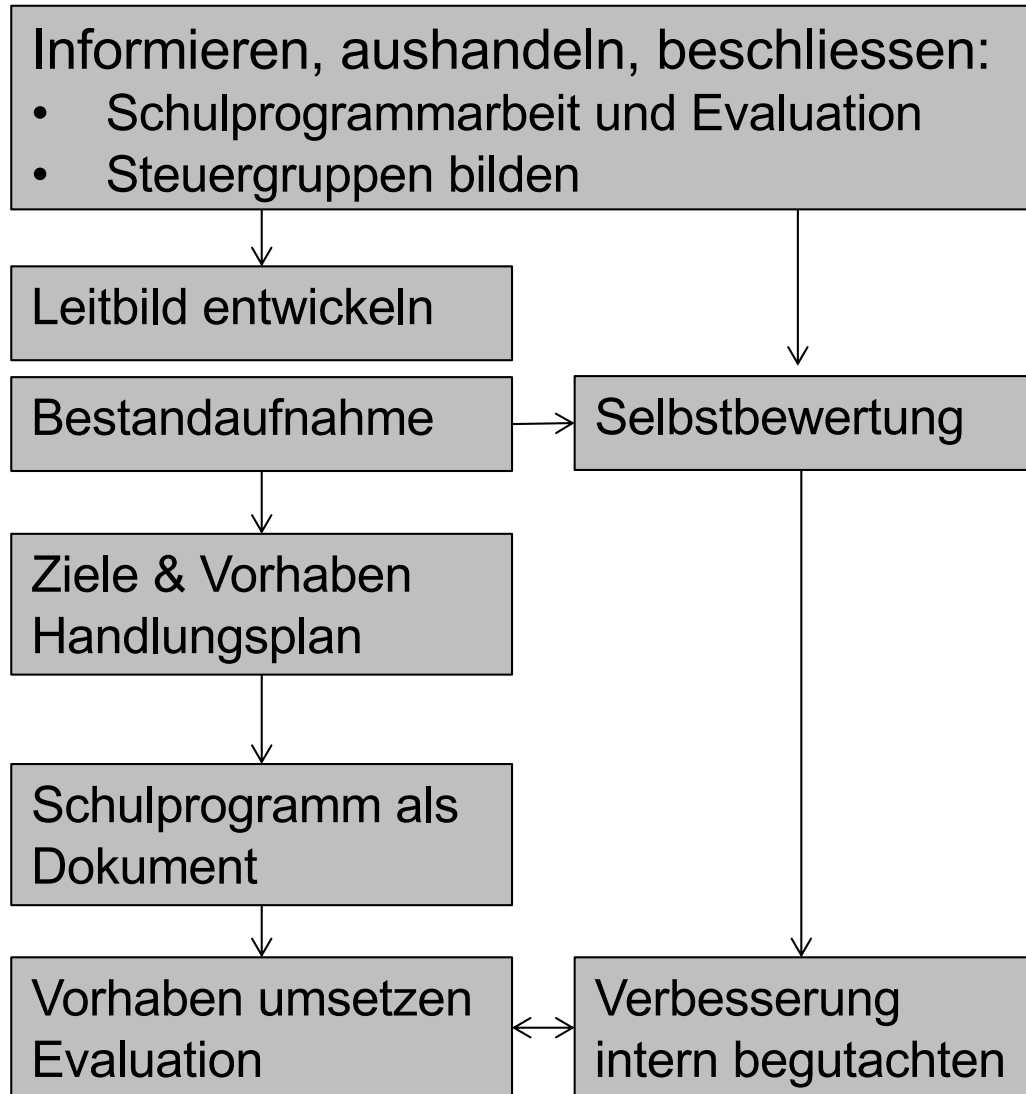 Informieren, aushandeln, beschliessen:
• Schulprogrammarbeit und Evaluation
• Steuergruppen bilden
Leitbild entwickeln
Bestandaufnahme
Selbstbewertung
Ziele & Vorhaben
Handlungsplan
Schulprogramm als
Dokument
Vorhaben umsetzen
Evaluation
Verbesserung
intern begutachten